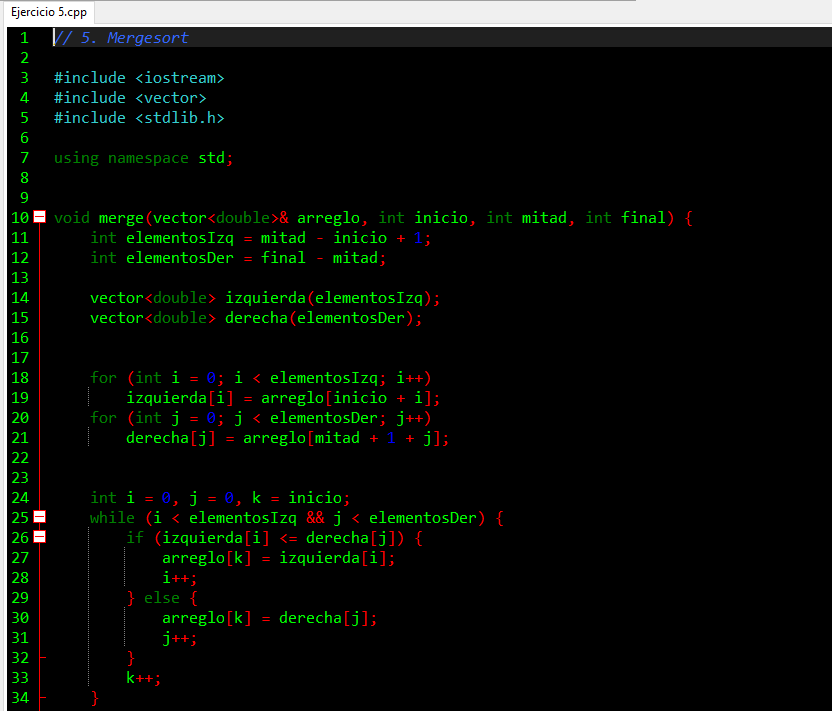 Ejercicio 5.cpp
1 // 5. Mergesort
2
3 #include <iostream>
4 #include <vector>
5 #include <stdlib.h>
6
7 using namespace std;
8
9
10 void merge(vector<double>& arreglo, int inicio, int mitad, int final) {
11     int elementosIzq = mitad - inicio + 1;
12     int elementosDer = final - mitad;
13
14     vector<double> izquierda(elementosIzq);
15     vector<double> derecha(elementosDer);
16
17
18     for (int i = 0; i < elementosIzq; i++)
19         izquierda[i] = arreglo[inicio + i];
20     for (int j = 0; j < elementosDer; j++)
21         derecha[j] = arreglo[mitad + 1 + j];
22
23
24     int i = 0, j = 0, k = inicio;
25     while (i < elementosIzq && j < elementosDer) {
26         if (izquierda[i] <= derecha[j]) {
27             arreglo[k] = izquierda[i];
28             i++;
29         } else {
30             arreglo[k] = derecha[j];
31             j++;
32         }
33         k++;
34     }